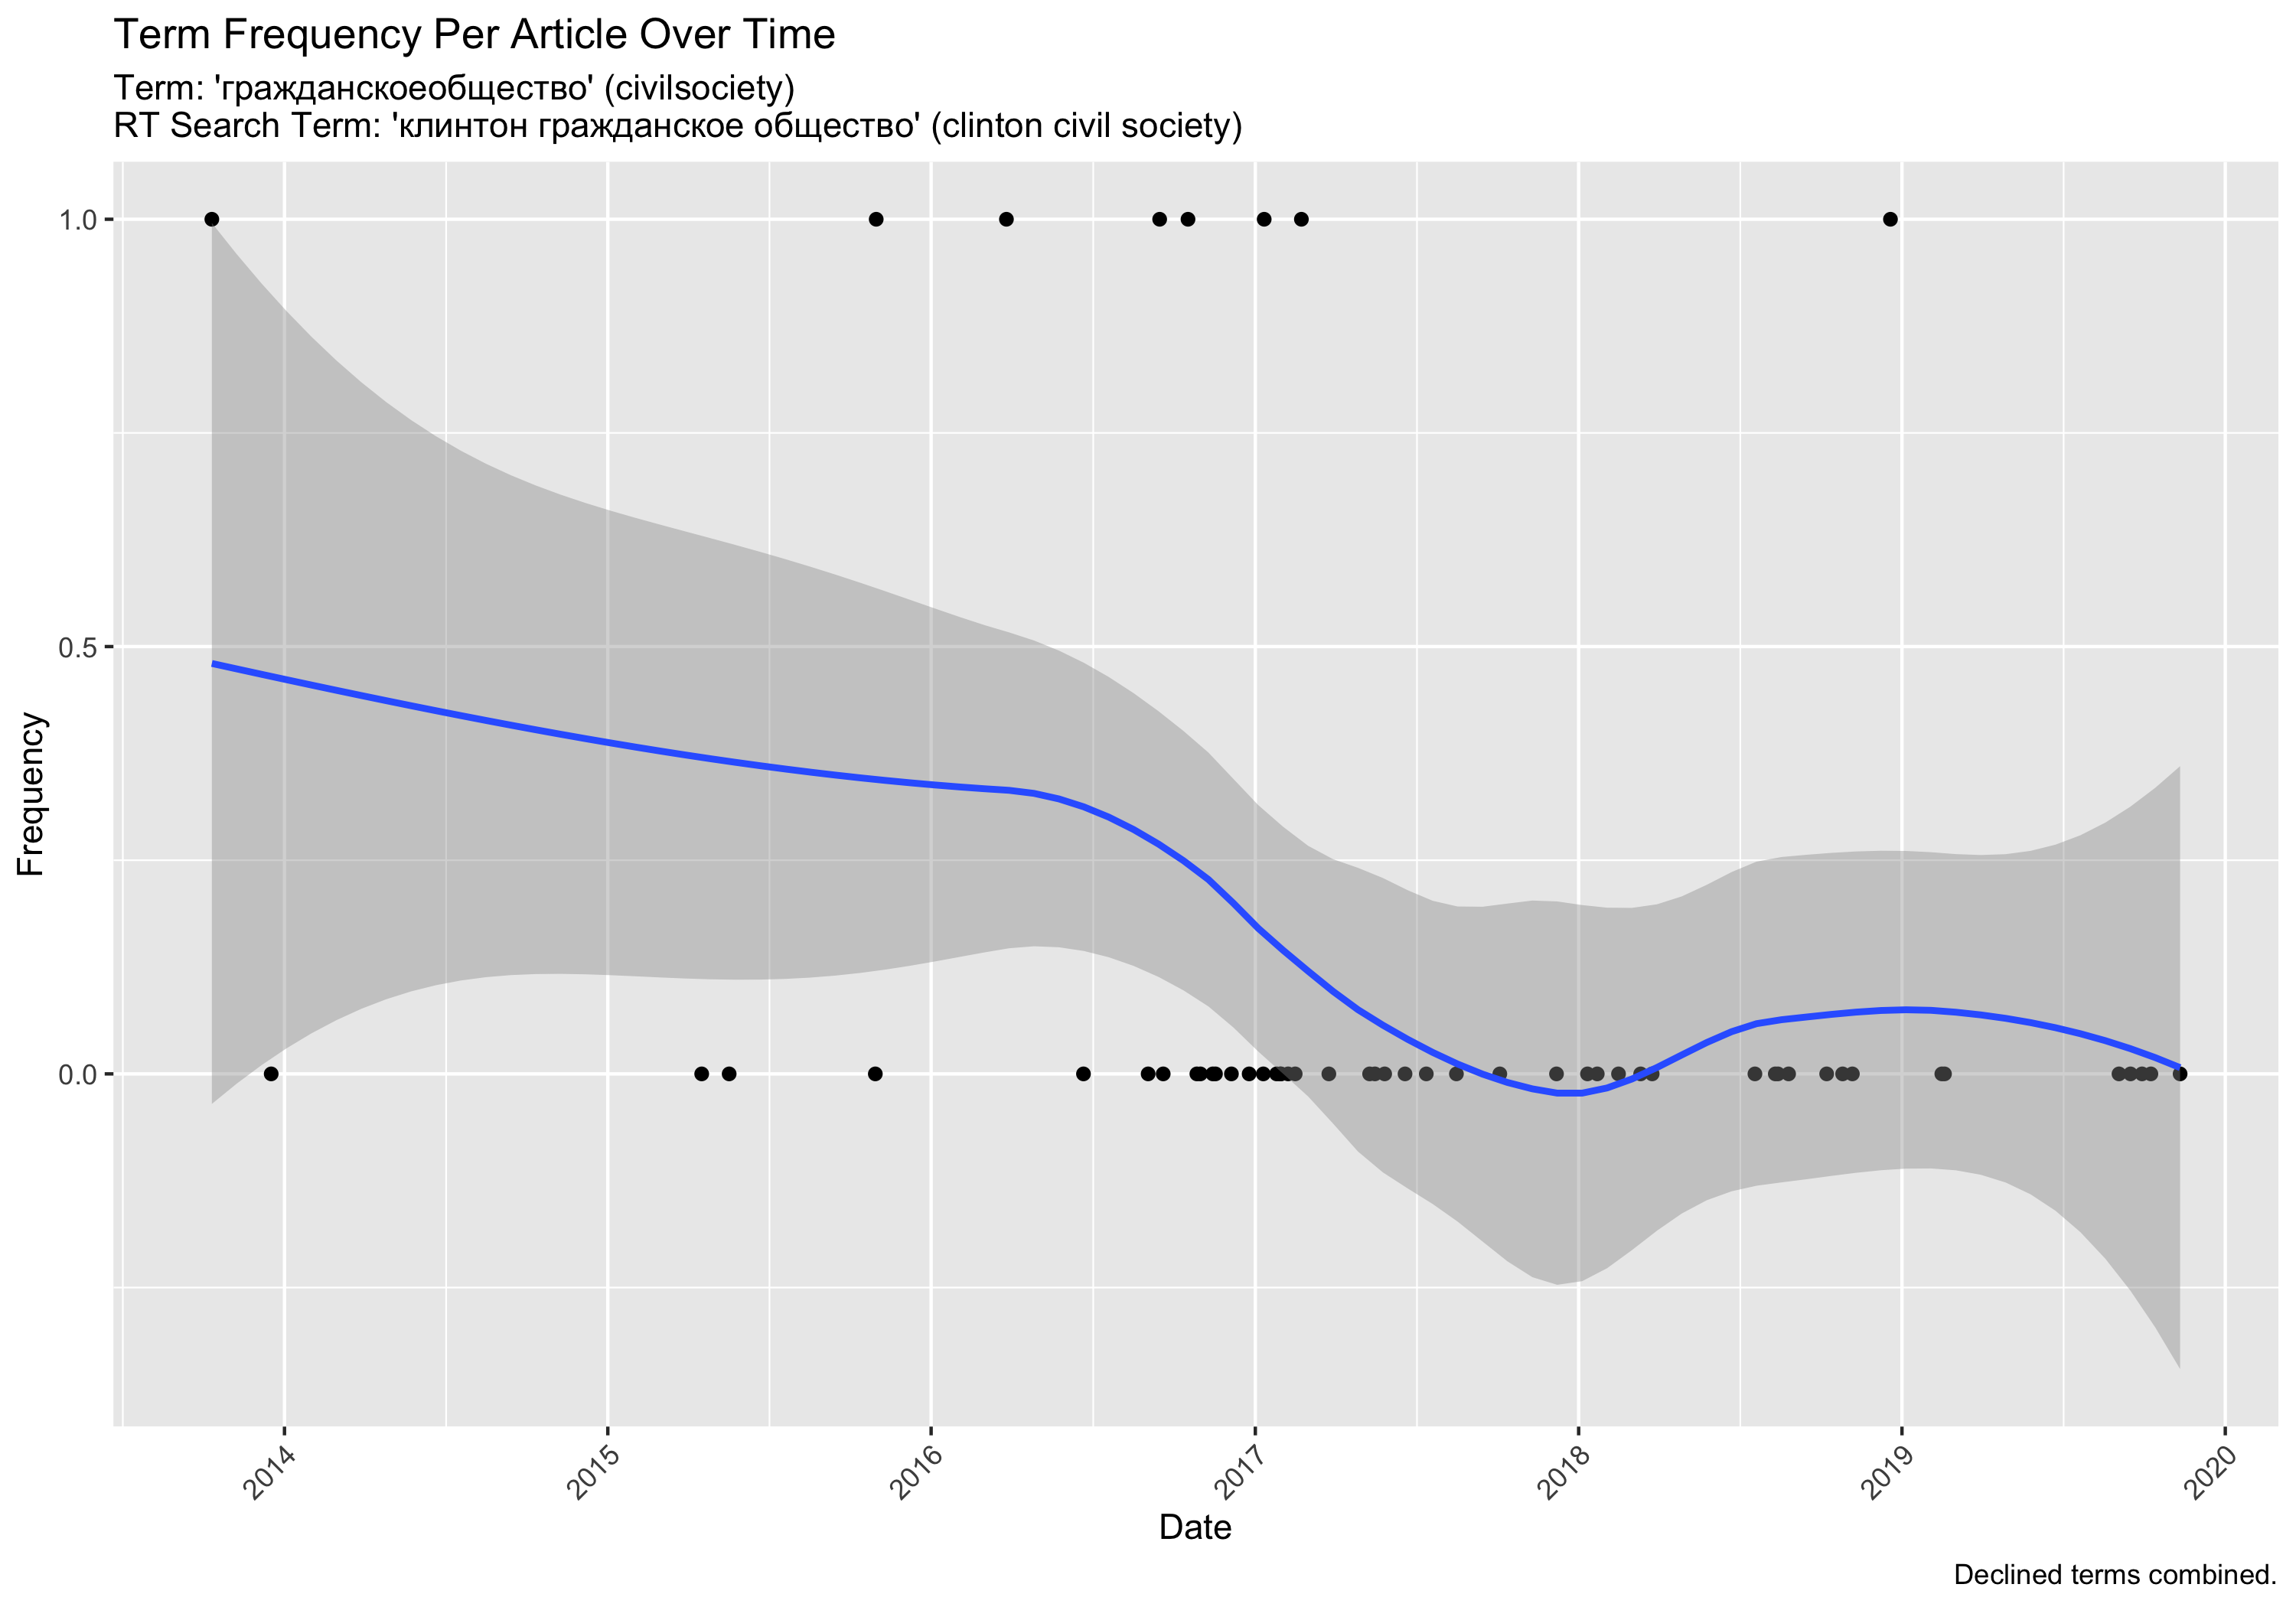 Term Frequency Per Article Over Time
Term: 'гражданскоеобщество' (civilsociety)
RT Search Term: 'клинтон гражданское общество' (clinton civil society)
Frequency
1.0
0.5
0.0
2014
2015
2016
2017
2018
2019
2020
Date
Declined terms combined.